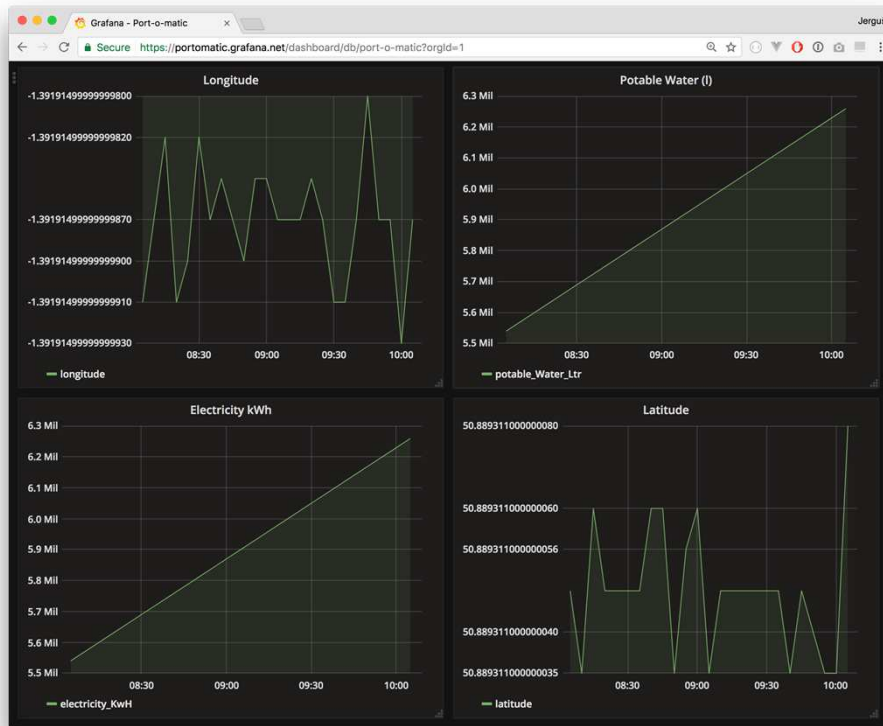 Grafana - Port-o-matic
Jergus
Secure https://portomatic.grafana.net/dashboard/db/port-o-matic?orgId=1
Longitude
-1.39191499999999800
-1.39191499999999820
-1.39191499999999870
-1.39191499999999900
-1.39191499999999910
-1.39191499999999930
08:30 09:00 09:30 10:00
longitude
Potable Water (l)
6.3 Mil
6.2 Mil
6.1 Mil
6.0 Mil
5.9 Mil
5.8 Mil
5.7 Mil
5.6 Mil
5.5 Mil
08:30 09:00 09:30 10:00
potable_Water_Ltr
Electricity kWh
6.3 Mil
6.2 Mil
6.1 Mil
6.0 Mil
5.9 Mil
5.8 Mil
5.7 Mil
5.6 Mil
5.5 Mil
08:30 09:00 09:30 10:00
electricity_KwH
Latitude
50.889311000000080
50.889311000000060
50.889311000000056
50.889311000000040
50.889311000000035
08:30 09:00 09:30 10:00
latitude